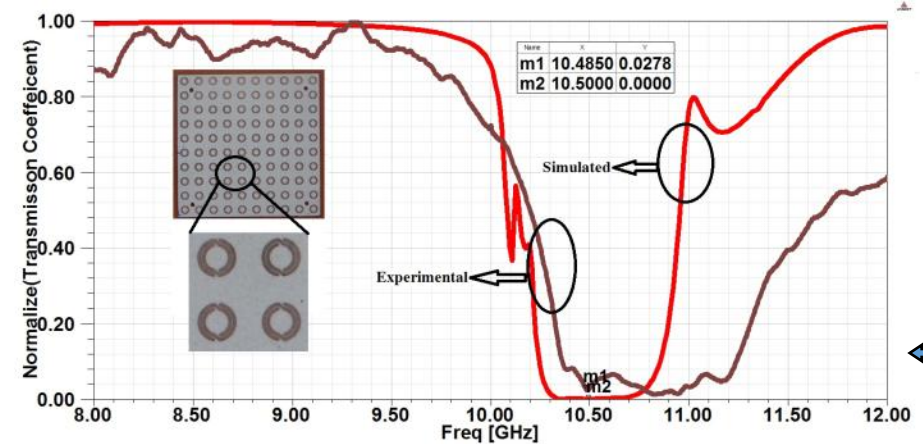 Normalize(Transmisson Coeffeicent)
1.00
0.80
0.60
0.40
0.20
0.00
Name X Y
m1 10.4850 0.0278
m2 10.5000 0.0000
Simulated
Experimental
m1
m2
8.00 8.50 9.00 9.50 10.00 10.50 11.00 11.50 12.00
Freq [GHz]